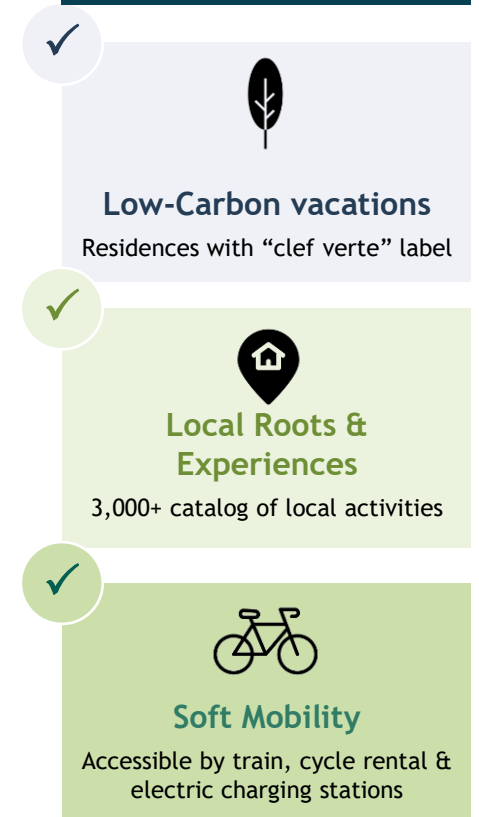 Low-Carbon vacations
Residences with “clef verte” label
Local Roots &
Experiences
3,000+ catalog of local activities
Soft Mobility
Accessible by train, cycle rental &
electric charging stations